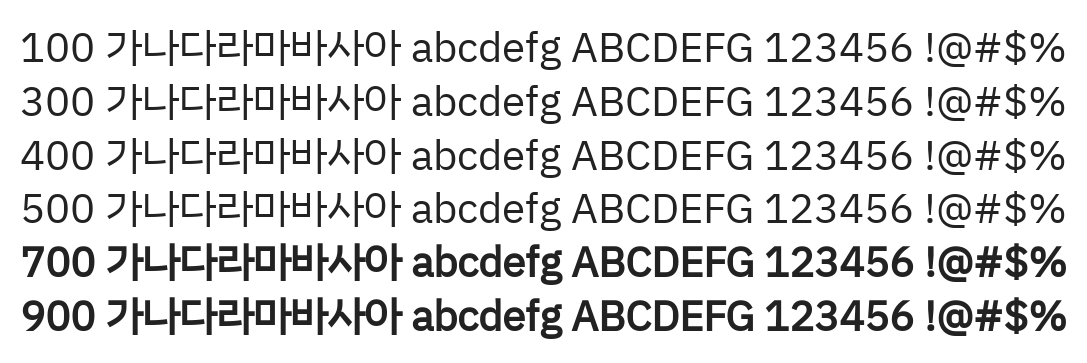 100 가나다라마바사아 abcdefg ABCDEFG 123456 !@#$%
300 가나다라마바사아 abcdefg ABCDEFG 123456 !@#$%
400 가나다라마바사아 abcdefg ABCDEFG 123456 !@#$%
500 가나다라마바사아 abcdefg ABCDEFG 123456 !@#$%
700 가나다라마바사아 abcdefg ABCDEFG 123456 !@#$%
900 가나다라마바사아 abcdefg ABCDEFG 123456 !@#$%